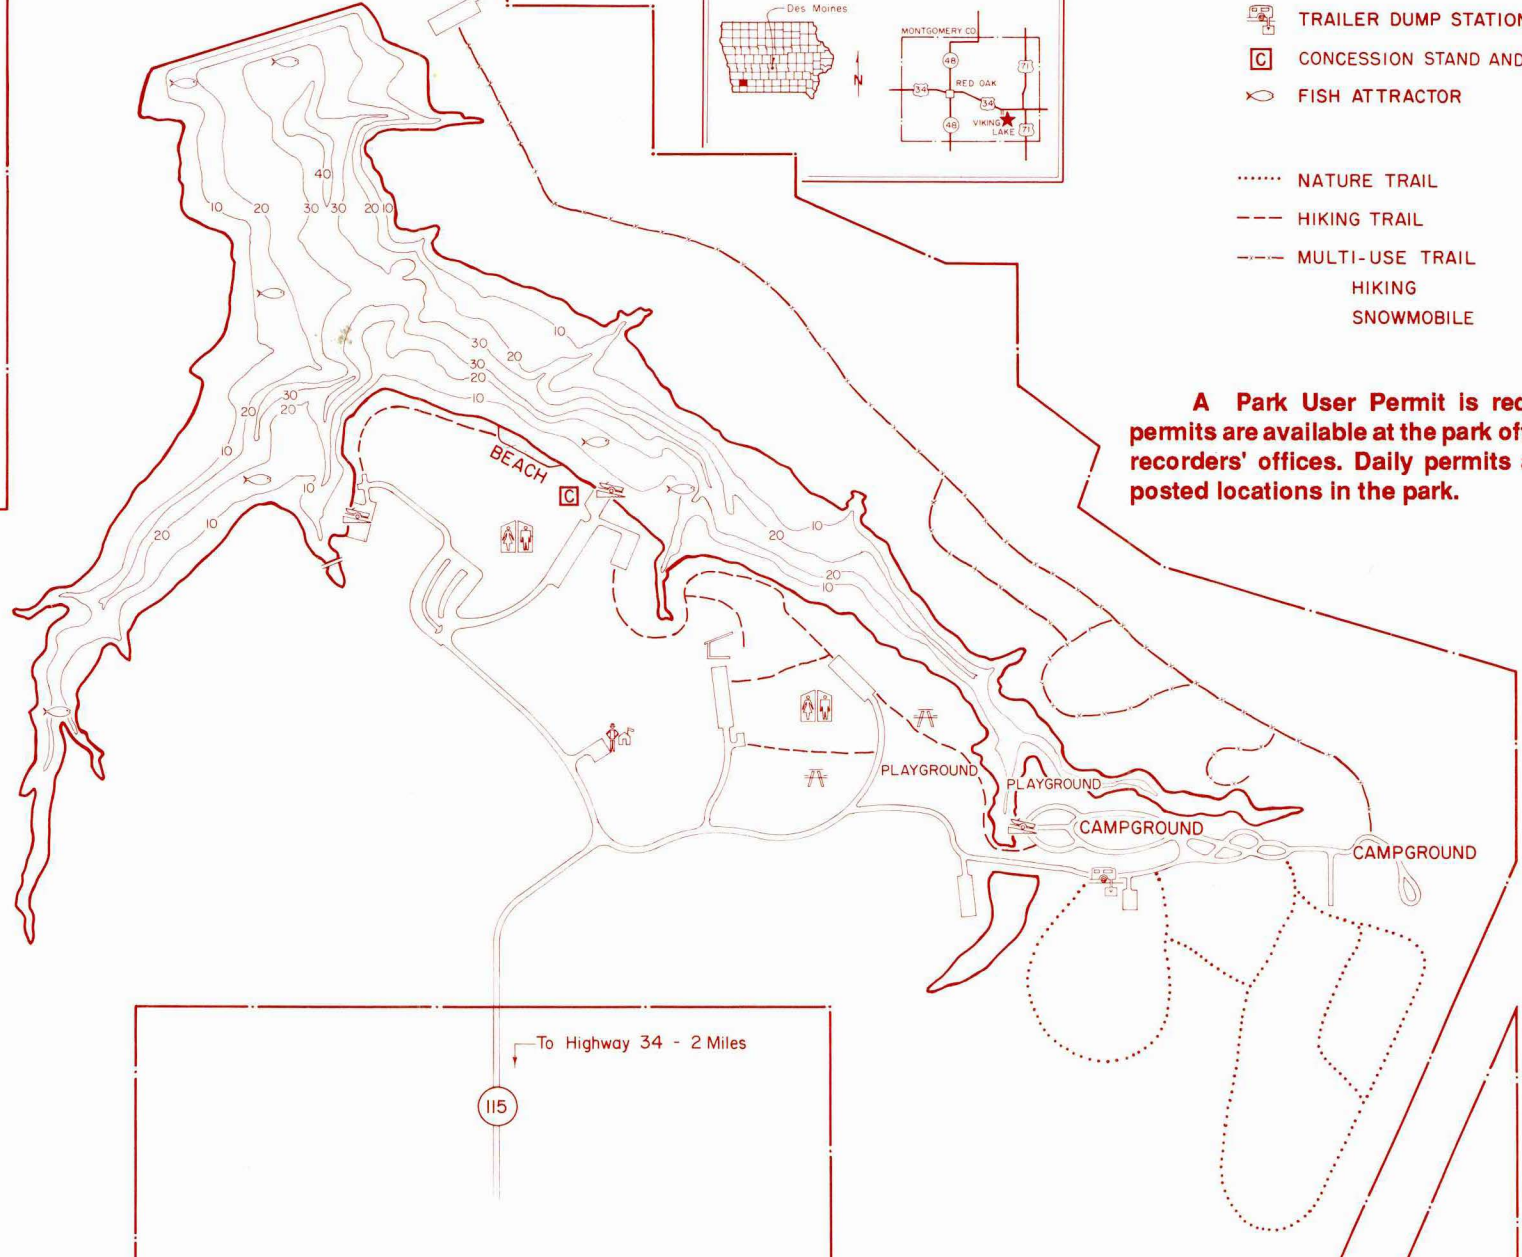 Des Moines
MONTGOMERY CO.
48
71
RED OAK
34
34
N
VIKING
LAKE
48
71
TRAILER DUMP STATION
C CONCESSION STAND AND
FISH ATTRACTOR
NATURE TRAIL
HIKING TRAIL
MULTI-USE TRAIL
HIKING
SNOWMOBILE
A Park User Permit is
permits are available at the park
recorders' offices. Daily permits
posted locations in the park.
40
10 20 30 30 20 10
10
30 20
30
20
10
30
20 20
10
BEACH
C
10
10
20
10
20
20
10
PLAYGROUND
PLAYGROUND
CAMPGROUND
CAMPGROUND
To Highway 34 - 2 Miles
115